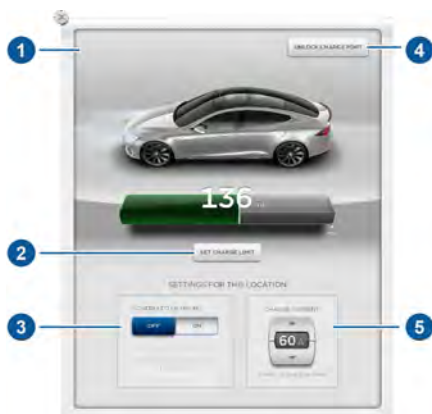 1
4
UNLOCK CHARGE PORT
136
2
SET CHARGE LIMIT
SETTINGS FOR THIS LOCATION
3
OFF ON
CHARGE CURRENT
60A
5